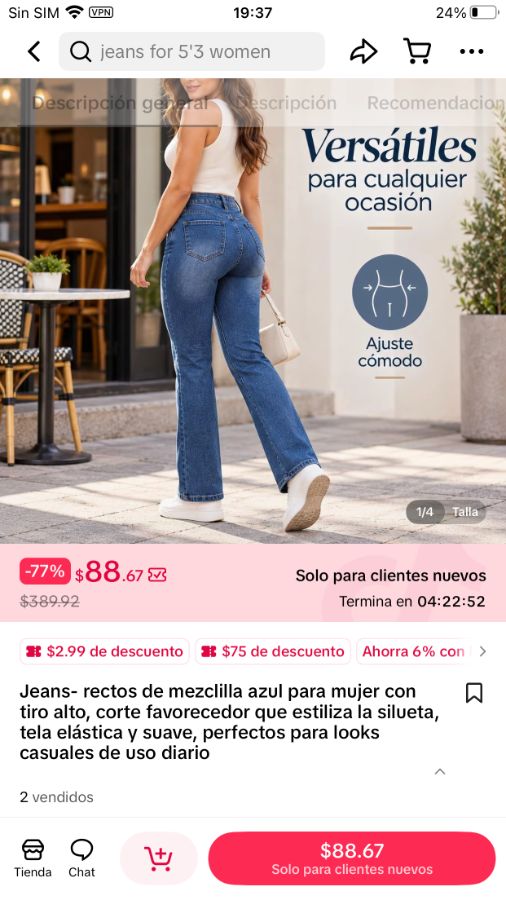 Sin SIM VPN 19:37 24%
jeans for 5'3 women
Descripción general Descripción Recomendacion
Versátiles
para cualquier
ocasión
Ajuste
cómodo
1/4 Talla
-77% $88.67 Solo para clientes nuevos
$389.92 Termina en 04:22:52
$2.99 de descuento $75 de descuento Ahorra 6% con
Jeans- rectos de mezclilla azul para mujer con
tiro alto, corte favorecedor que estiliza la silueta,
tela elástica y suave, perfectos para looks
casuales de uso diario
2 vendidos
$88.67
Tienda Chat Solo para clientes nuevos